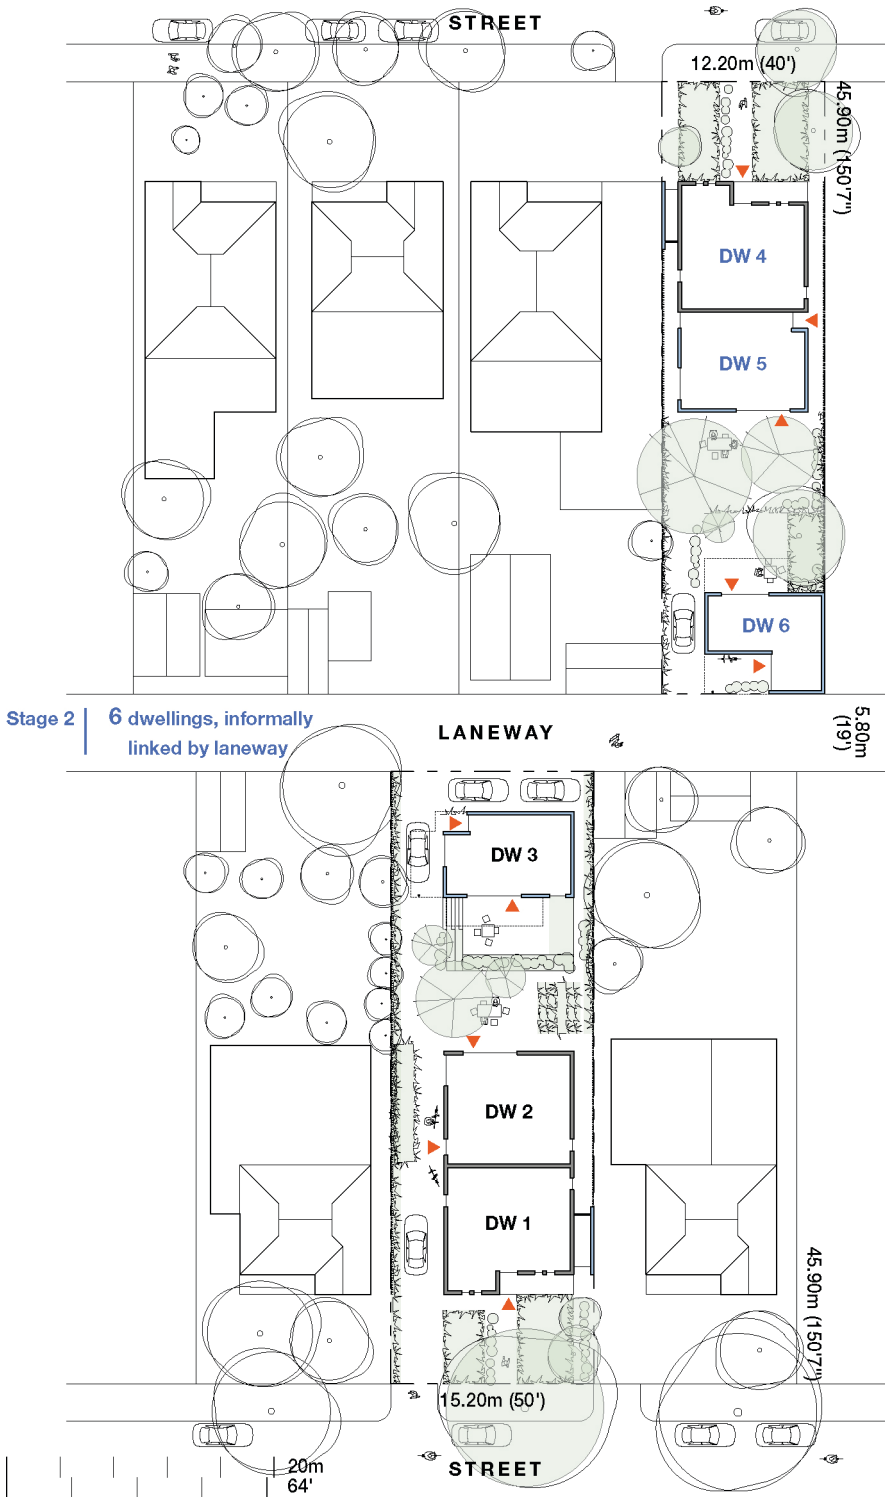 STREET
12.20m (40')
45.90m (150'7")
DW 4
DW 5
DW 6
Stage 2
6 dwellings, informally
linked by laneway
LANEWAY
5.80m
(19')
DW 3
DW 2
DW 1
45.90m (150'7")
15.20m (50')
STREET
20m
64'